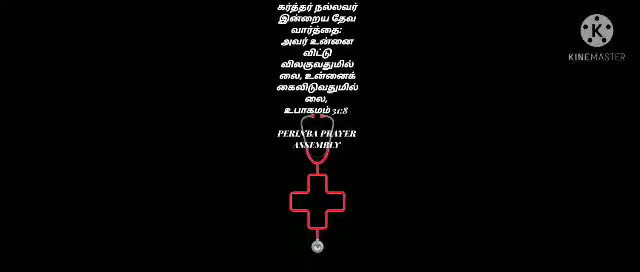 கர்த்தர் நல்லவர்
இன்றைய தேவ
வார்த்தை:
அவர் உன்னை
விட்டு
விலகுவதுமில்
லை, உன்னைக்
கைவிடுவதுமில்
லை,
உபாகமம் 31:8
PERINBA PRAYER
ASSEMBLY
KINEMASTER